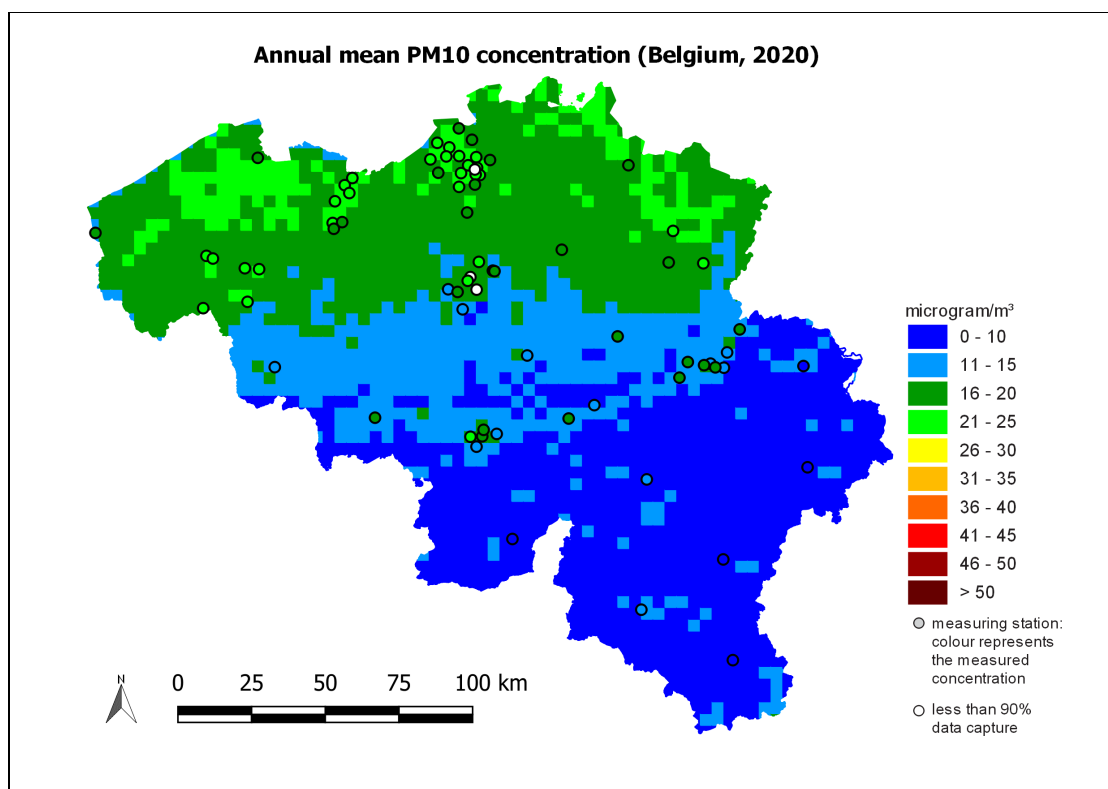 Annual mean PM10 concentration (Belgium, 2020)
microgram/m³
0 - 10
11 - 15
16 - 20
21 - 25
26 - 30
31 - 35
36 - 40
41 - 45
46 - 50
> 50
measuring station:
colour represents
the measured
concentration
less than 90%
data capture
N
0 25 50 75 100 km